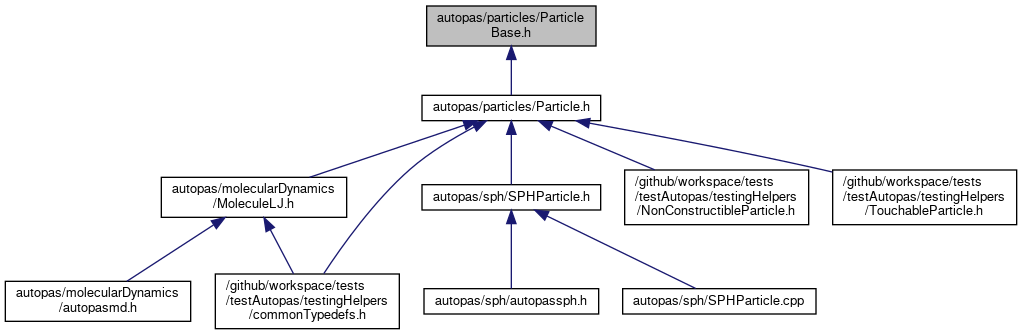 autopas/particles/Particle
Base.h
autopas/particles/Particle.h
autopas/molecularDynamics
/MoleculeLJ.h
autopas/sph/SPHParticle.h
/github/workspace/tests
/testAutopas/testingHelpers
/NonConstructibleParticle.h
/github/workspace/tests
/testAutopas/testingHelpers
/TouchableParticle.h
autopas/molecularDynamics
/autopasmd.h
/github/workspace/tests
/testAutopas/testingHelpers
/commonTypedefs.h
autopas/sph/autopassph.h
autopas/sph/SPHParticle.cpp